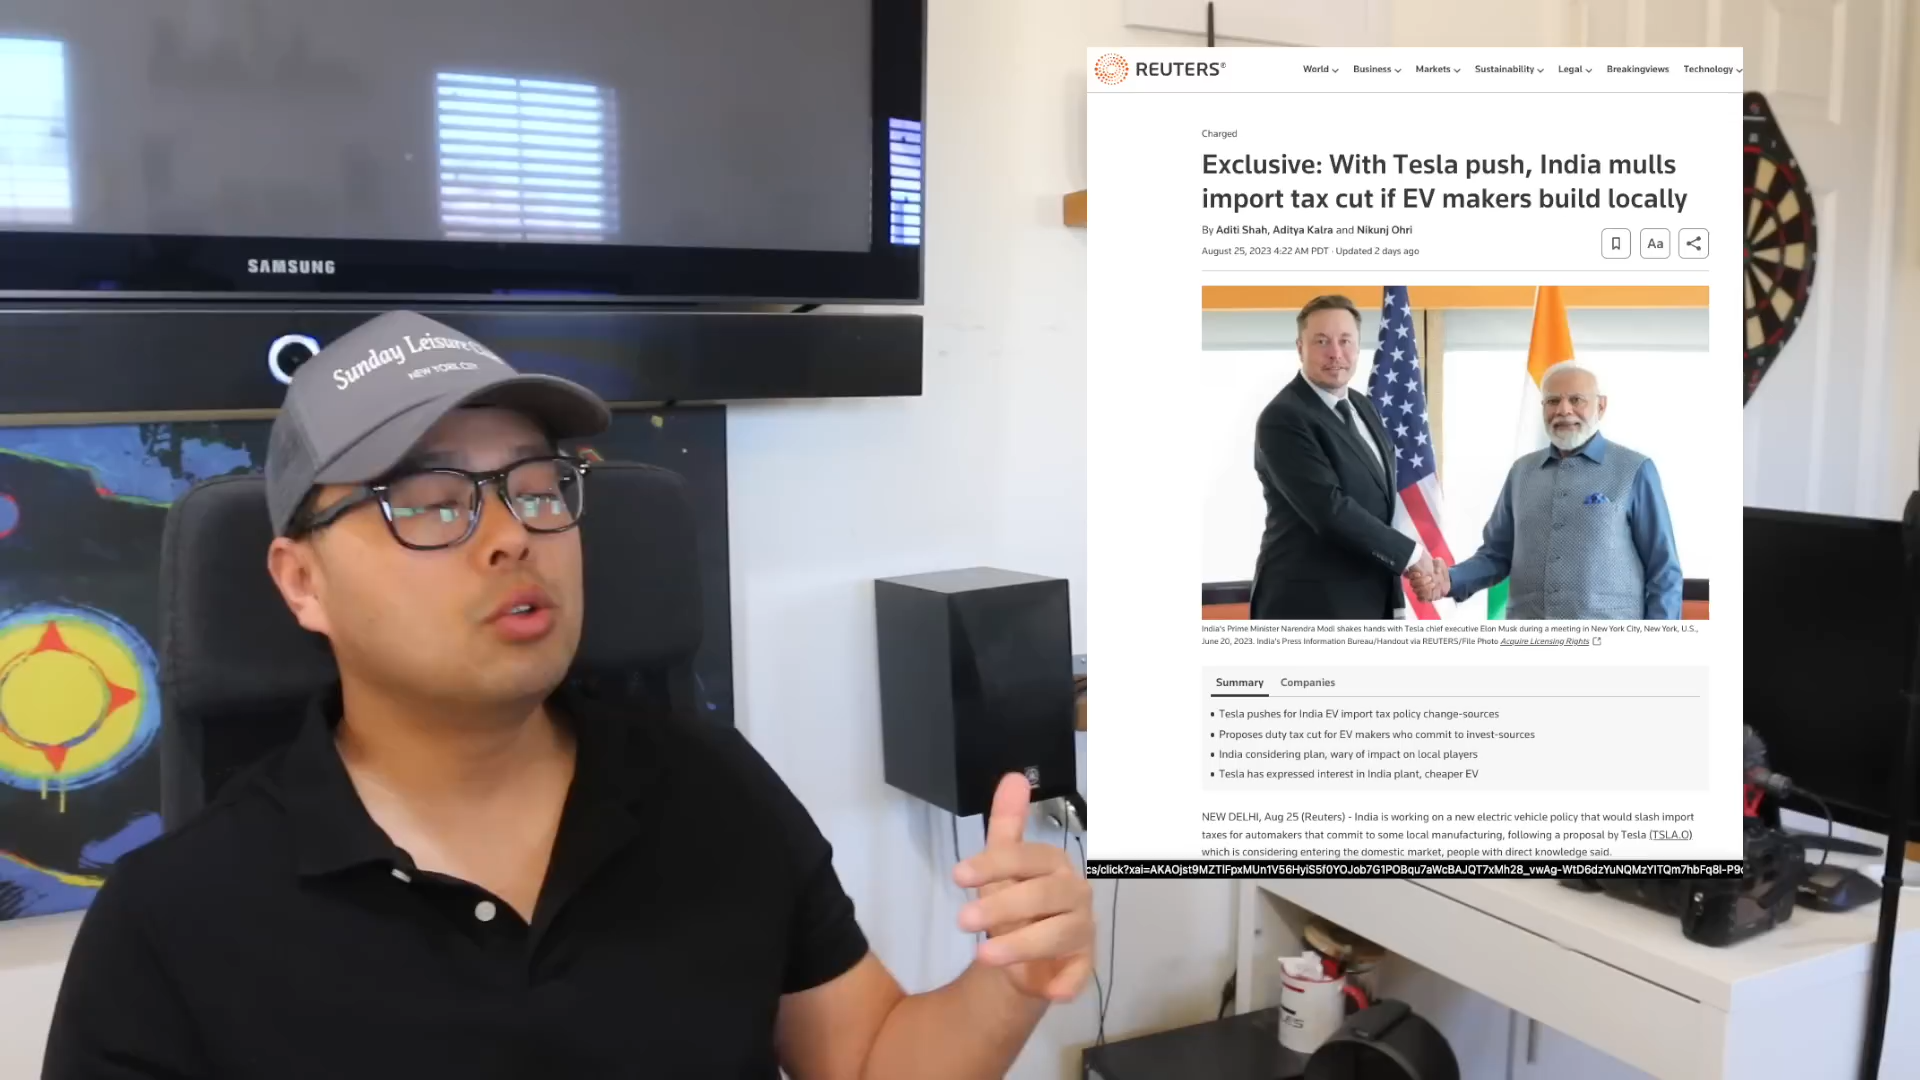 SAMSUNG
Sunday Leisure
NEW YORK CITY
REUTERS®
World Business Markets Sustainability Legal Breakingviews Technology
Charged
Exclusive: With Tesla push, India mulls
import tax cut if EV makers build locally
By Aditi Shah, Aditya Kalra and Nikunj Ohri
August 25, 2023 4:22 AM PDT · Updated 2 days ago
Aa
India's Prime Minister Narendra Modi shakes hands with Tesla chief executive Elon Musk during a meeting in New York City, New York, U.S.,
June 20, 2023. India's Press Information Bureau/Handout via REUTERS/File Photo Acquire Licensing Rights
Summary Companies
▪ Tesla pushes for India EV import tax policy change-sources
▪ Proposes duty tax cut for EV makers who commit to invest-sources
▪ India considering plan, wary of impact on local players
▪ Tesla has expressed interest in India plant, cheaper EV
NEW DELHI, Aug 25 (Reuters) - India is working on a new electric vehicle policy that would slash import
taxes for automakers that commit to some local manufacturing, following a proposal by Tesla (TSLA.O)
which is considering entering the domestic market, people with direct knowledge said.